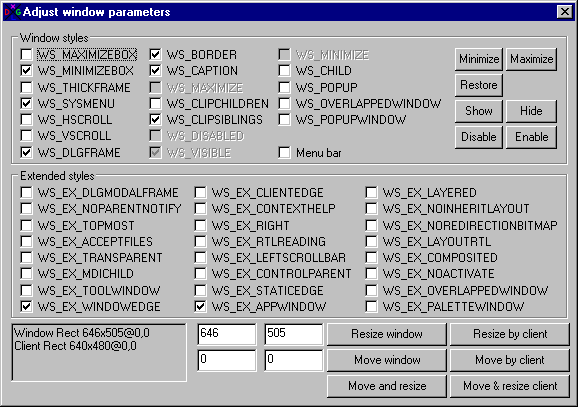 Adjust window parameters
Window styles
WS_MAXIMIZEBOX WS_BORDER WS_MINIMIZE Minimize Maximize
WS_MINIMIZEBOX WS_CAPTION WS_CHILD
WS_THICKFRAME WS_MAXIMIZE WS_POPUP Restore
WS_SYSMENU WS_CLIPCHILDREN WS_OVERLAPPEDWINDOW Show Hide
WS_HSCROLL WS_CLIPSIBLINGS WS_POPUPWINDOW
WS_VSCROLL WS_DISABLED Disable Enable
WS_DLGFRAME WS_VISIBLE Menu bar
Extended styles
WS_EX_DLGMODALFRAME WS_EX_CLIENTEDGE WS_EX_LAYERED
WS_EX_NOPARENTNOTIFY WS_EX_CONTEXTHELP WS_EX_NOINHERITLAYOUT
WS_EX_TOPMOST WS_EX_RIGHT WS_EX_NOREDIRECTIONBITMAP
WS_EX_ACCEPTFILES WS_EX_RTLREADING WS_EX_LAYOUTRTL
WS_EX_TRANSPARENT WS_EX_LEFTSCROLLBAR WS_EX_COMPOSITED
WS_EX_MDICHILD WS_EX_CONTROLPARENT WS_EX_NOACTIVATE
WS_EX_TOOLWINDOW WS_EX_STATICEDGE WS_EX_OVERLAPPEDWINDOW
WS_EX_WINDOWEDGE WS_EX_APPWINDOW WS_EX_PALETTEWINDOW
Window Rect 646x505@0,0 646 505 Resize window Resize by client
Client Rect 640x480@0,0
0 0 Move window Move by client
Move and resize Move & resize client